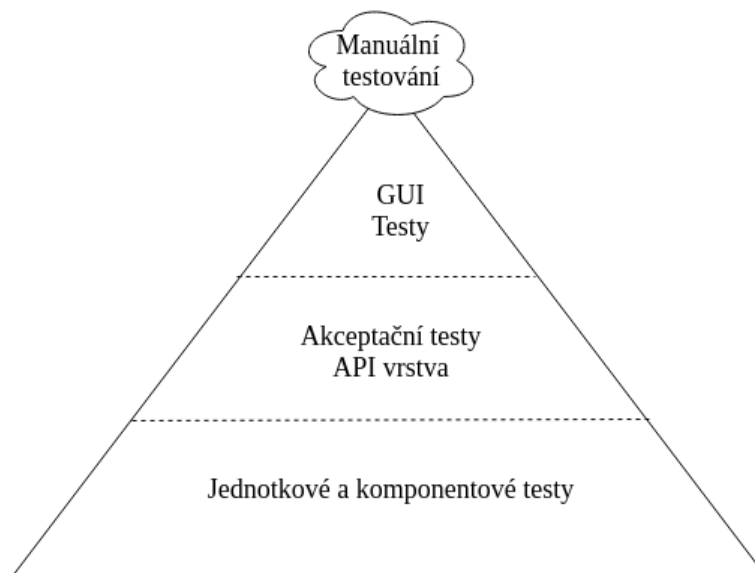 Manuální
testování
GUI
Testy
Akceptační testy
API vrstva
Jednotkové a komponentové testy